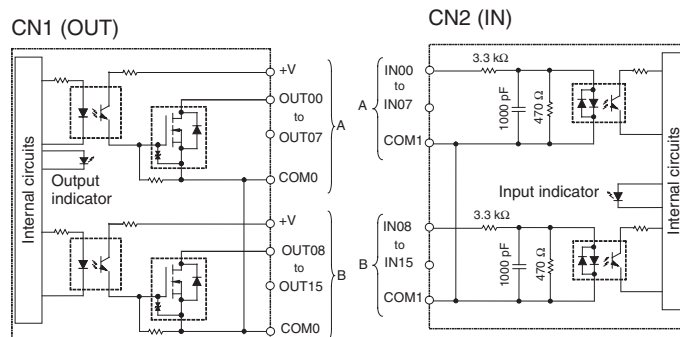 CN1 (OUT)
+V
OUT00
to
OUT07
COM0
A
Internal circuits
Output
indicator
+V
OUT08
to
OUT15
COM0
B
CN2 (IN)
IN00
to
IN07
COM1
A
3.3 kΩ
1000 pF
470 Ω
Internal circuits
Input indicator
IN08
to
IN15
COM1
B
3.3 kΩ
1000 pF
470 Ω